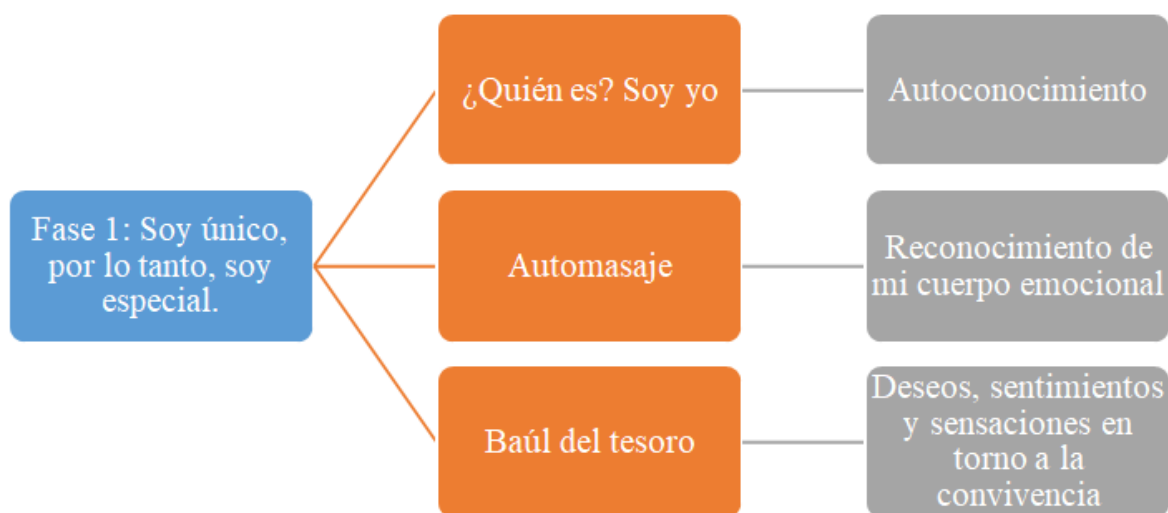 Fase 1: Soy único,
por lo tanto, soy
especial.
¿Quién es? Soy yo
Autoconocimiento
Automasaje
Reconocimiento de
mi cuerpo emocional
Baúl del tesoro
Deseos, sentimientos
y sensaciones en
torno a la
convivencia